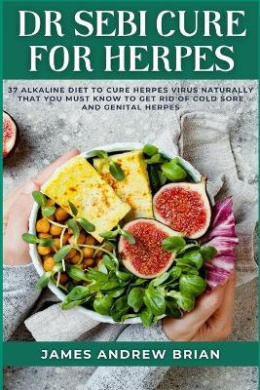 DR SEBI CURE
FOR HERPES
37 ALKALINE DIET TO CURE HERPES VIRUS NATURALLY
THAT YOU MUST KNOW TO GET RID OF COLD SORE
AND GENITAL HERPES
JAMES ANDREW BRIAN